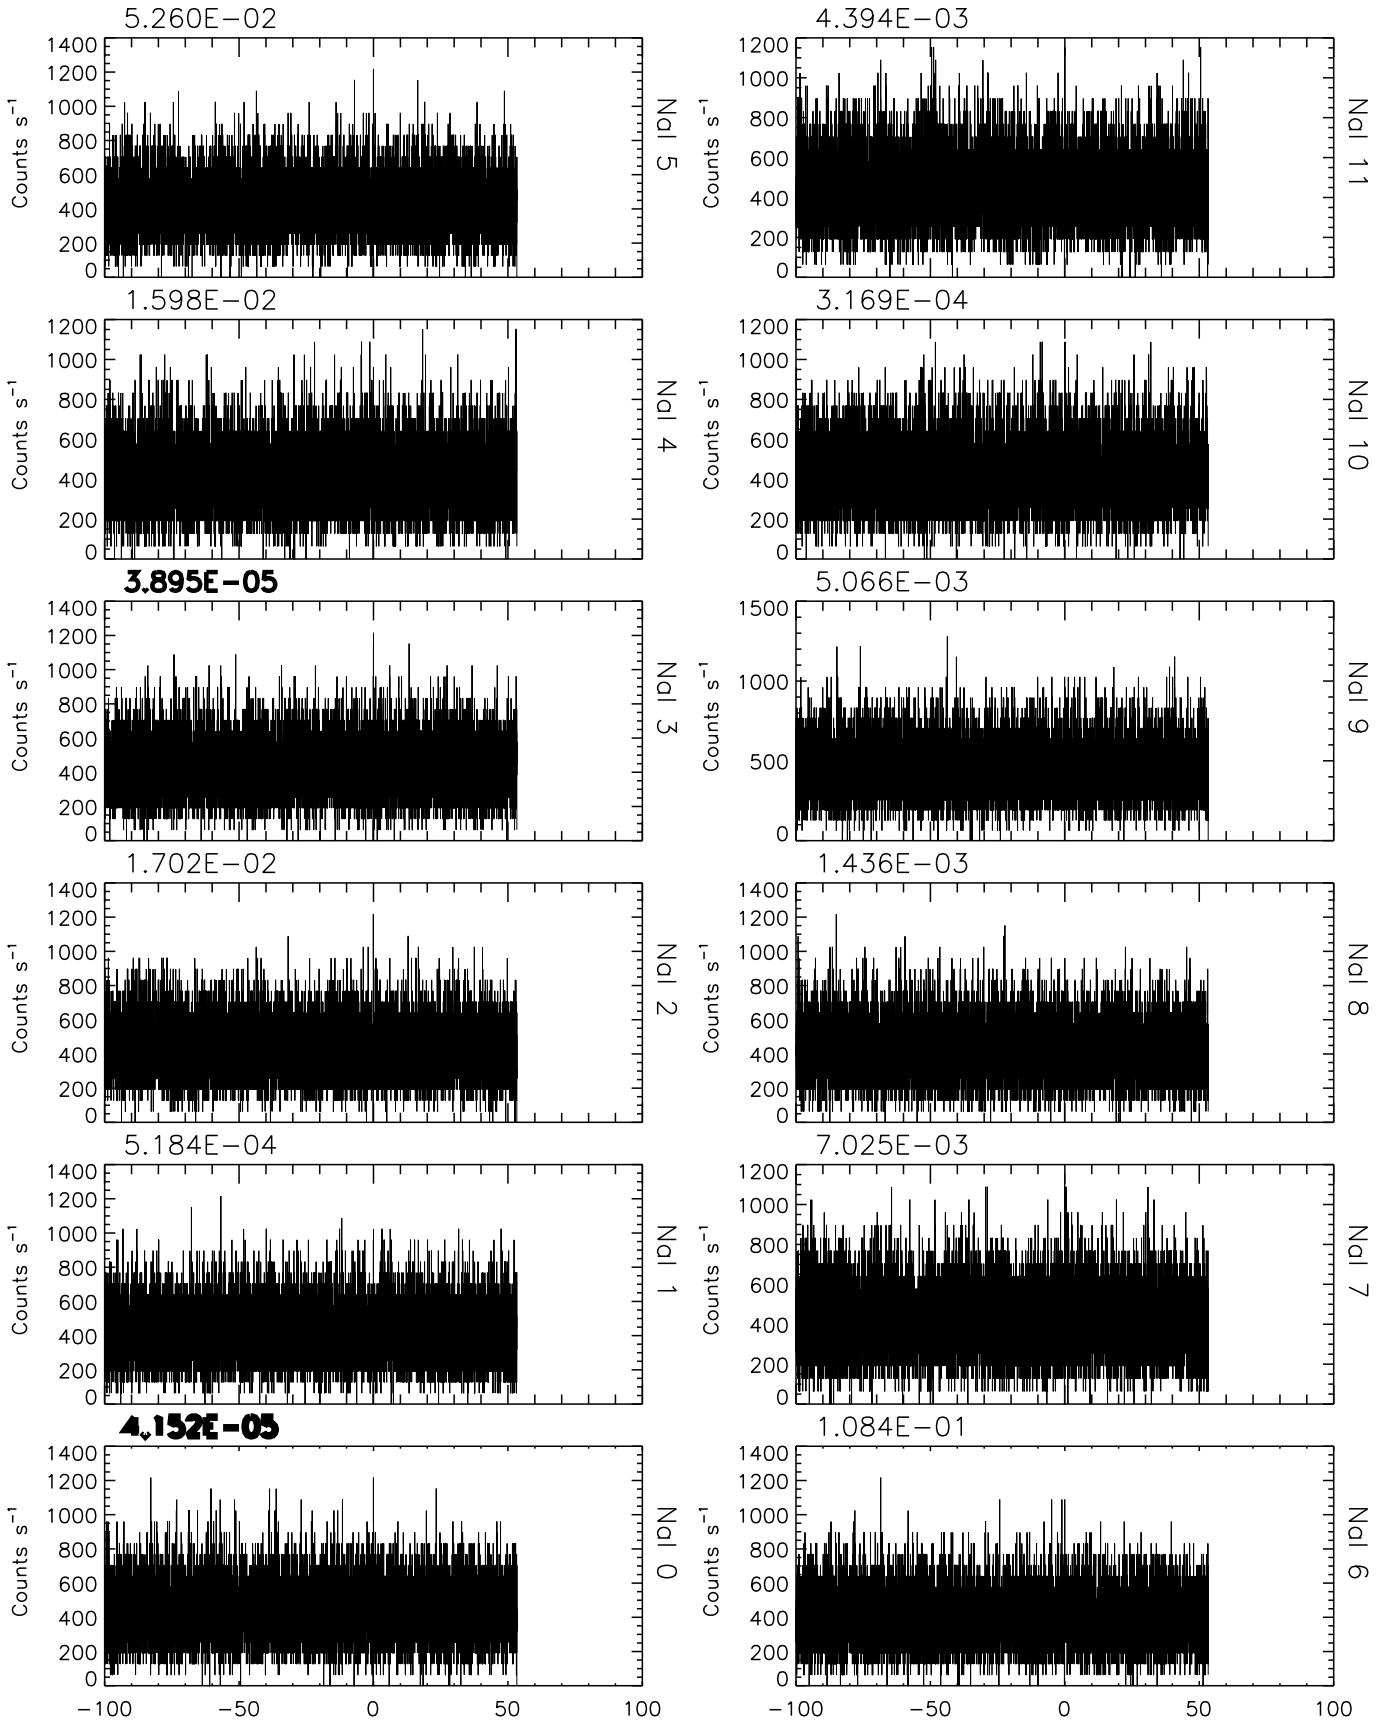 5.260E-02
1400
1200
1000
800
600
400
200
0
Counts s⁻¹
NaI 5
4.394E-03
1200
1000
800
600
400
200
0
Counts s⁻¹
NaI 11
1.598E-02
1200
1000
800
600
400
200
0
Counts s⁻¹
NaI 4
3.169E-04
1200
1000
800
600
400
200
0
Counts s⁻¹
NaI 10
3.895E-05
1400
1200
1000
800
600
400
200
0
Counts s⁻¹
NaI 3
5.066E-03
1500
1000
500
0
Counts s⁻¹
NaI 9
1.702E-02
1400
1200
1000
800
600
400
200
0
Counts s⁻¹
NaI 2
1.436E-03
1400
1200
1000
800
600
400
200
0
Counts s⁻¹
NaI 8
5.184E-04
1400
1200
1000
800
600
400
200
0
Counts s⁻¹
NaI 1
7.025E-03
1200
1000
800
600
400
200
0
Counts s⁻¹
NaI 7
4.152E-05
1400
1200
1000
800
600
400
200
0
Counts s⁻¹
NaI 0
-100 -50 0 50 100
1.084E-01
1400
1200
1000
800
600
400
200
0
Counts s⁻¹
NaI 6
-100 -50 0 50 100